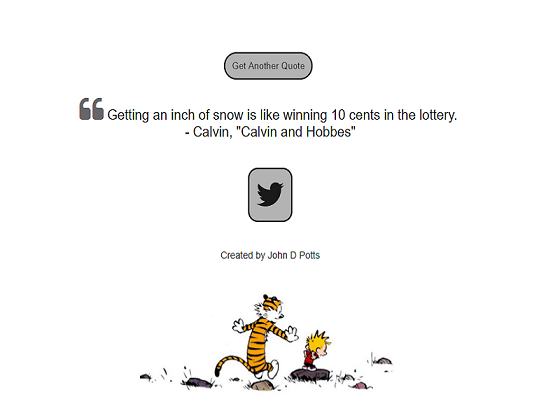 Get Another Quote
Getting an inch of snow is like winning 10 cents in the lottery.
- Calvin, "Calvin and Hobbes"
Created by John D Potts